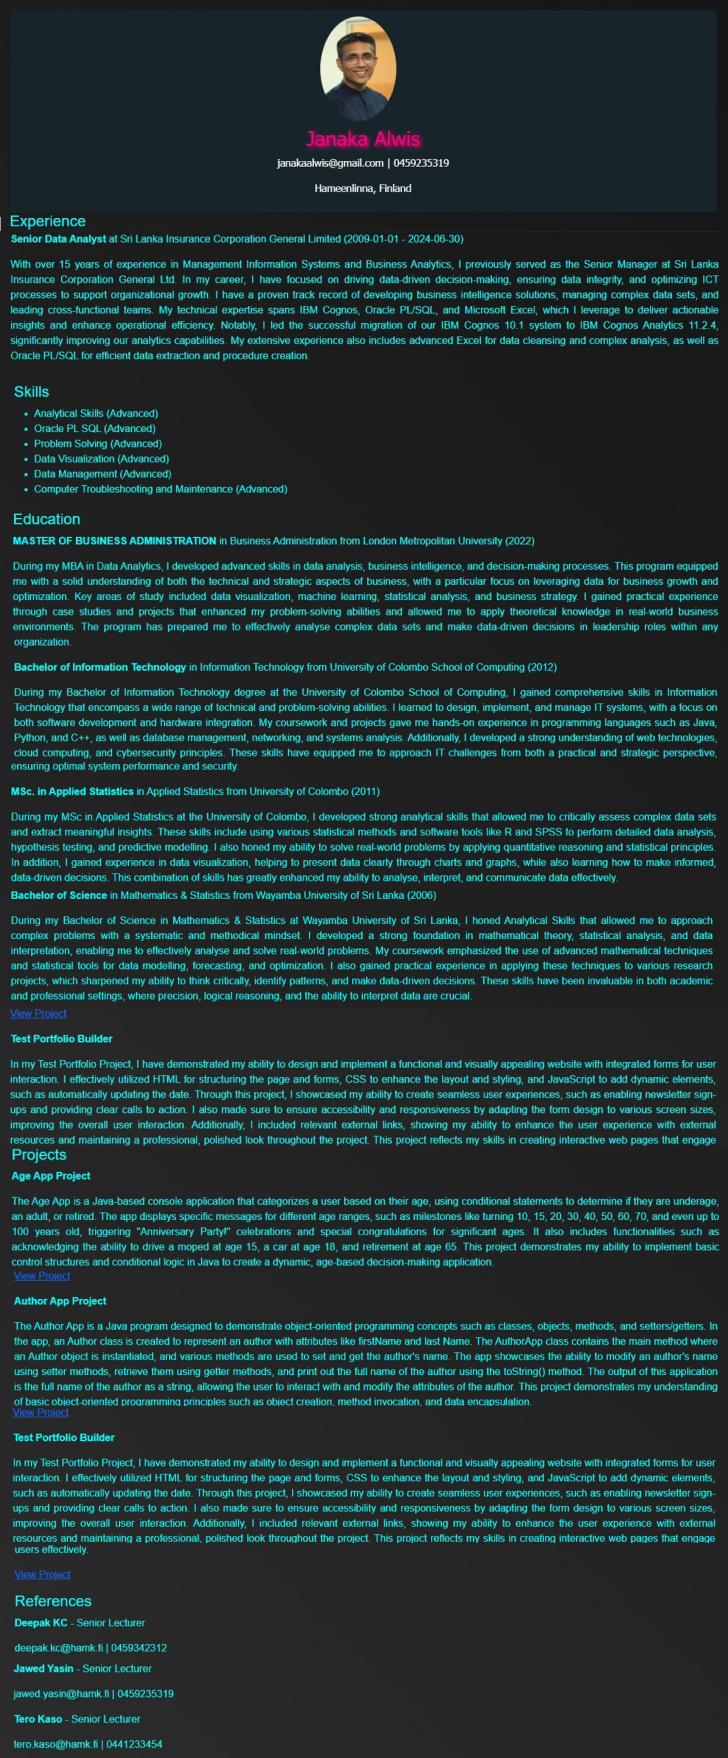 Janaka Alwis
janakaalwis@gmail.com | 0459235319
Hameenlinna, Finland
Experience
Senior Data Analyst at Sri Lanka Insurance Corporation General Limited (2009-01-01 - 2024-06-30)
With over 15 years of experience in Management Information Systems and Business Analytics, I previously served as the Senior Manager at Sri Lanka
Insurance Corporation General Ltd. In my career, I have focused on driving data-driven decision-making, ensuring data integrity, and optimizing ICT
processes to support organizational growth. I have a proven track record of developing business intelligence solutions, managing complex data sets, and
leading cross-functional teams. My technical expertise spans IBM Cognos, Oracle PL/SQL, and Microsoft Excel, which I leverage to deliver actionable
insights and enhance operational efficiency. Notably, I led the successful migration of our IBM Cognos 10.1 system to IBM Cognos Analytics 11.2.4,
significantly improving our analytics capabilities. My extensive experience also includes advanced Excel for data cleansing and complex analysis, as well as
Oracle PL/SQL for efficient data extraction and procedure creation.
Skills
• Analytical Skills (Advanced)
• Oracle PL SQL (Advanced)
• Problem Solving (Advanced)
• Data Visualization (Advanced)
• Data Management (Advanced)
• Computer Troubleshooting and Maintenance (Advanced)
Education
MASTER OF BUSINESS ADMINISTRATION in Business Administration from London Metropolitan University (2022)
During my MBA in Data Analytics, I developed advanced skills in data analysis, business intelligence, and decision-making processes. This program equipped
me with a solid understanding of both the technical and strategic aspects of business, with a particular focus on leveraging data for business growth and
optimization. Key areas of study included data visualization, machine learning, statistical analysis, and business strategy. I gained practical experience
through case studies and projects that enhanced my problem-solving abilities and allowed me to apply theoretical knowledge in real-world business
environments. The program has prepared me to effectively analyse complex data sets and make data-driven decisions in leadership roles within any
organization.
Bachelor of Information Technology in Information Technology from University of Colombo School of Computing (2012)
During my Bachelor of Information Technology degree at the University of Colombo School of Computing, I gained comprehensive skills in Information
Technology that encompass a wide range of technical and problem-solving abilities. I learned to design, implement, and manage IT systems, with a focus on
both software development and hardware integration. My coursework and projects gave me hands-on experience in programming languages such as Java,
Python, and C++, as well as database management, networking, and systems analysis. Additionally, I developed a strong understanding of web technologies,
cloud computing, and cybersecurity principles. These skills have equipped me to approach IT challenges from both a practical and strategic perspective,
ensuring optimal system performance and security.
MSc. in Applied Statistics in Applied Statistics from University of Colombo (2011)
During my MSc in Applied Statistics at the University of Colombo, I developed strong analytical skills that allowed me to critically assess complex data sets
and extract meaningful insights. These skills include using various statistical methods and software tools like R and SPSS to perform detailed data analysis,
hypothesis testing, and predictive modelling. I also honed my ability to solve real-world problems by applying quantitative reasoning and statistical principles.
In addition, I gained experience in data visualization, helping to present data clearly through charts and graphs, while also learning how to make informed,
data-driven decisions. This combination of skills has greatly enhanced my ability to analyse, interpret, and communicate data effectively.
Bachelor of Science in Mathematics & Statistics from Wayamba University of Sri Lanka (2006)
During my Bachelor of Science in Mathematics & Statistics at Wayamba University of Sri Lanka, I honed Analytical Skills that allowed me to approach
complex problems with a systematic and methodical mindset. I developed a strong foundation in mathematical theory, statistical analysis, and data
interpretation, enabling me to effectively analyse and solve real-world problems. My coursework emphasized the use of advanced mathematical techniques
and statistical tools for data modelling, forecasting, and optimization. I also gained practical experience in applying these techniques to various research
projects, which sharpened my ability to think critically, identify patterns, and make data-driven decisions. These skills have been invaluable in both academic
and professional settings, where precision, logical reasoning, and the ability to interpret data are crucial.
View Project
Test Portfolio Builder
In my Test Portfolio Project, I have demonstrated my ability to design and implement a functional and visually appealing website with integrated forms for user
interaction. I effectively utilized HTML for structuring the page and forms, CSS to enhance the layout and styling, and JavaScript to add dynamic elements,
such as automatically updating the date. Through this project, I showcased my ability to create seamless user experiences, such as enabling newsletter sign-
ups and providing clear calls to action. I also made sure to ensure accessibility and responsiveness by adapting the form design to various screen sizes,
improving the overall user interaction. Additionally, I included relevant external links, showing my ability to enhance the user experience with external
resources and maintaining a professional, polished look throughout the project. This project reflects my skills in creating interactive web pages that engage
Projects
Age App Project
The Age App is a Java-based console application that categorizes a user based on their age, using conditional statements to determine if they are underage,
an adult, or retired. The app displays specific messages for different age ranges, such as milestones like turning 10, 15, 20, 30, 40, 50, 60, 70, and even up to
100 years old, triggering "Anniversary Party!" celebrations and special congratulations for significant ages. It also includes functionalities such as
acknowledging the ability to drive a moped at age 15, a car at age 18, and retirement at age 65. This project demonstrates my ability to implement basic
control structures and conditional logic in Java to create a dynamic, age-based decision-making application.
View Project
Author App Project
The Author App is a Java program designed to demonstrate object-oriented programming concepts such as classes, objects, methods, and setters/getters. In
the app, an Author class is created to represent an author with attributes like firstName and last Name. The AuthorApp class contains the main method where
an Author object is instantiated, and various methods are used to set and get the author's name. The app showcases the ability to modify an author's name
using setter methods, retrieve them using getter methods, and print out the full name of the author using the toString() method. The output of this application
is the full name of the author as a string, allowing the user to interact with and modify the attributes of the author. This project demonstrates my understanding
of basic object-oriented programming principles such as object creation, method invocation, and data encapsulation.
View Project
Test Portfolio Builder
In my Test Portfolio Project, I have demonstrated my ability to design and implement a functional and visually appealing website with integrated forms for user
interaction. I effectively utilized HTML for structuring the page and forms, CSS to enhance the layout and styling, and JavaScript to add dynamic elements,
such as automatically updating the date. Through this project, I showcased my ability to create seamless user experiences, such as enabling newsletter sign-
ups and providing clear calls to action. I also made sure to ensure accessibility and responsiveness by adapting the form design to various screen sizes,
improving the overall user interaction. Additionally, I included relevant external links, showing my ability to enhance the user experience with external
resources and maintaining a professional, polished look throughout the project. This project reflects my skills in creating interactive web pages that engage
users effectively.
View Project
References
Deepak KC - Senior Lecturer
deepak.kc@hamk.fi | 0459342312
Jawed Yasin - Senior Lecturer
jawed.yasin@hamk.fi | 0459235319
Tero Kaso - Senior Lecturer
tero.kaso@hamk.fi | 0441233454